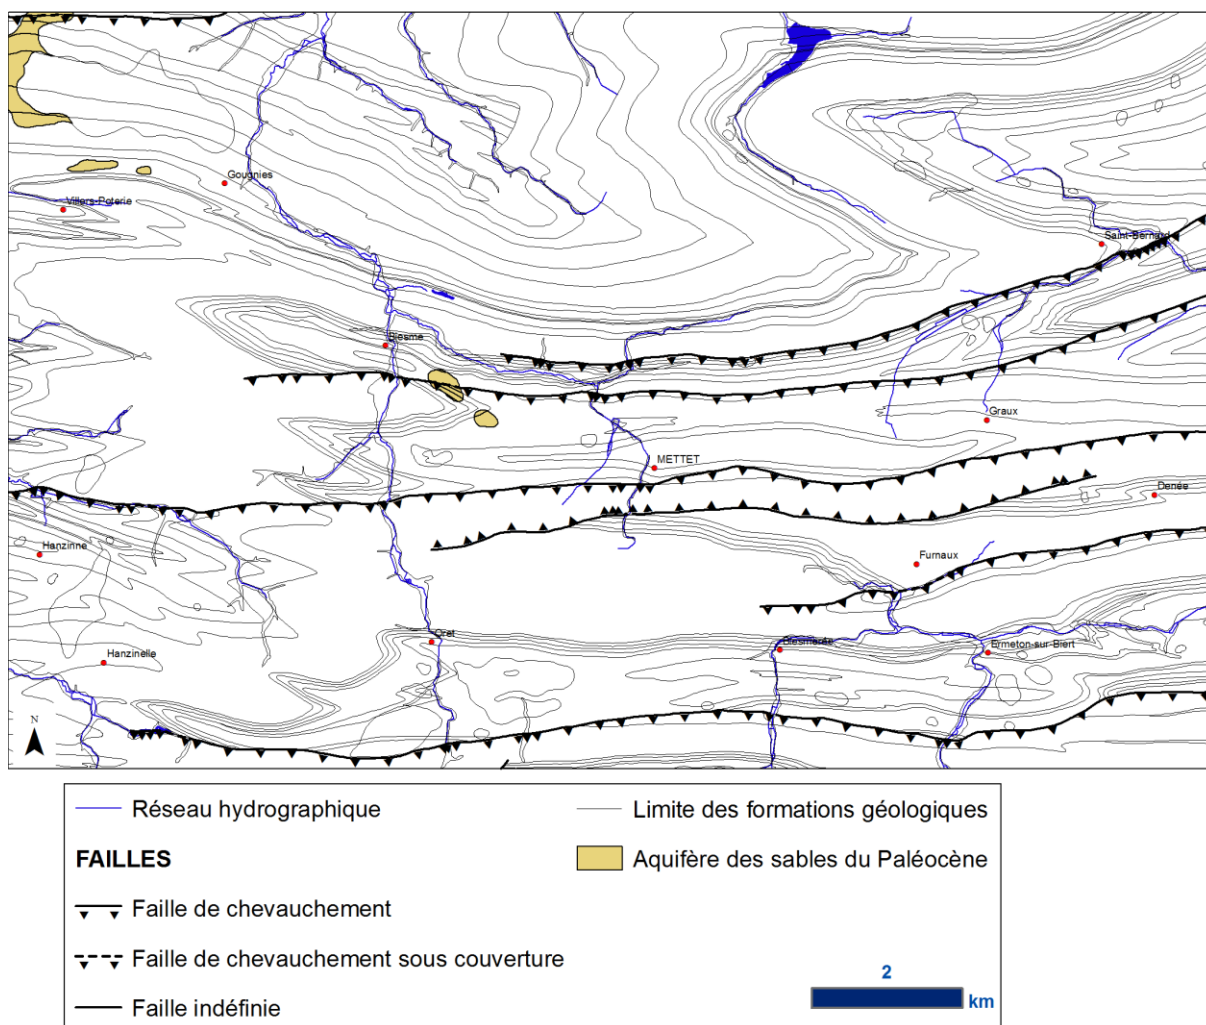 Gougnies
Villers-Poterie
Saint-Bernard
Biesme
Graux
METTET
Denée
Hanzinne
Furnaux
Oret
Biesmerée
Ermeton-sur-Biert
Hanzinelle
N
Réseau hydrographique
Limite des formations géologiques
FAILLES
Aquifère des sables du Paléocène
Faille de chevauchement
Faille de chevauchement sous couverture
2
km
Faille indéfinie